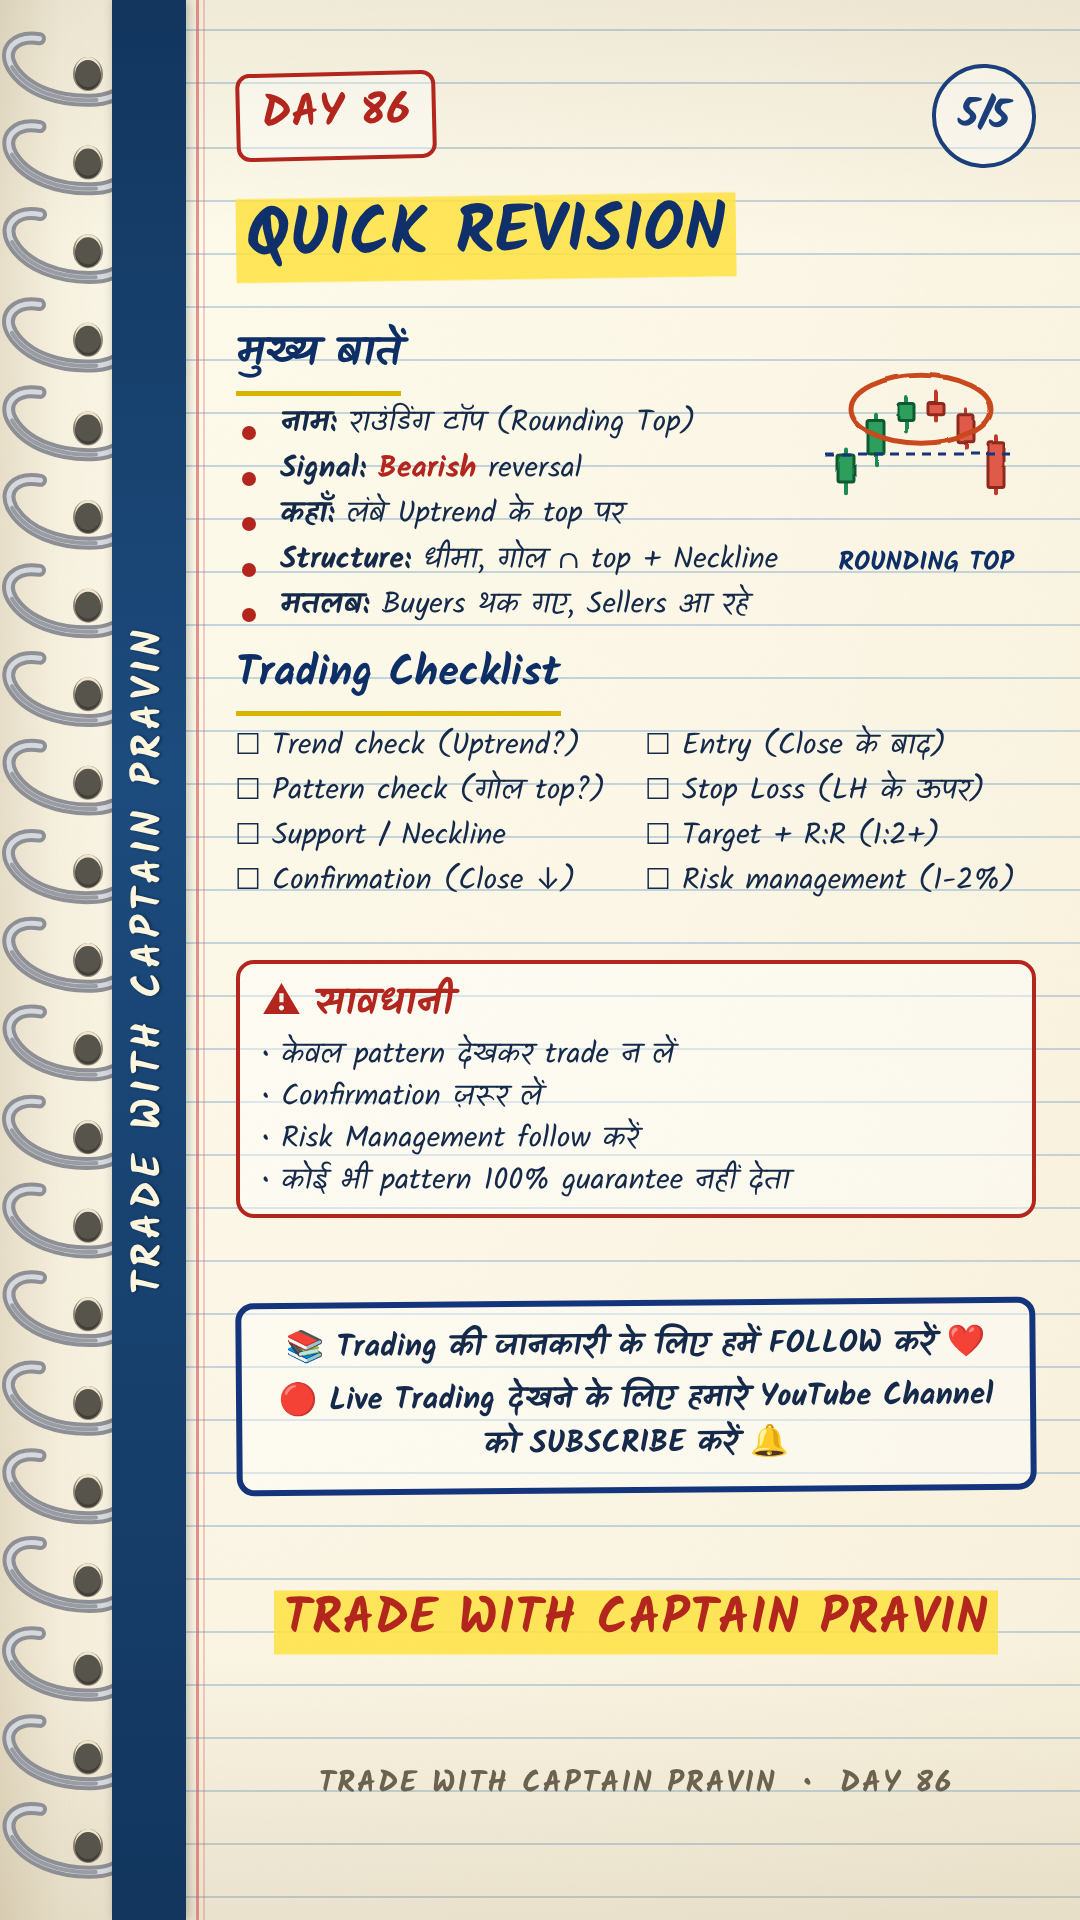 DAY 86
5/5
QUICK REVISION
मुख्य बातें
नाम: राउंडिंग टॉप (Rounding Top)
Signal: Bearish reversal
कहाँ: लंबे Uptrend के top पर
Structure: धीमा, गोल ∩ top + Neckline
मतलब: Buyers थक गए, Sellers आ रहे
ROUNDING TOP
Trading Checklist
☐ Trend check (Uptrend?)
☐ Pattern check (गोल top?)
☐ Support / Neckline
☐ Confirmation (Close ↓)
☐ Entry (Close के बाद)
☐ Stop Loss (LH के ऊपर)
☐ Target + R:R (1:2+)
☐ Risk management (1-2%)
⚠ सावधानी
· केवल pattern देखकर trade न लें
· Confirmation ज़रूर लें
· Risk Management follow करें
· कोई भी pattern 100% guarantee नहीं देता
📚 Trading की जानकारी के लिए हमें FOLLOW करें ❤️
🔴 Live Trading देखने के लिए हमारे YouTube Channel
को SUBSCRIBE करें 🔔
TRADE WITH CAPTAIN PRAVIN
TRADE WITH CAPTAIN PRAVIN · DAY 86
TRADE WITH CAPTAIN PRAVIN